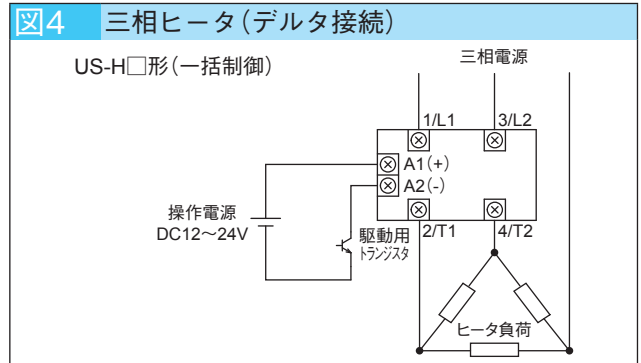 図4 三相ヒータ(デルタ接続)
US-H□形(一括制御)
三相電源
1/L1 3/L2
A1(+)
A2(-)
操作電源
DC12～24V
2/T1 4/T2
駆動用
トランジスタ
ヒータ負荷